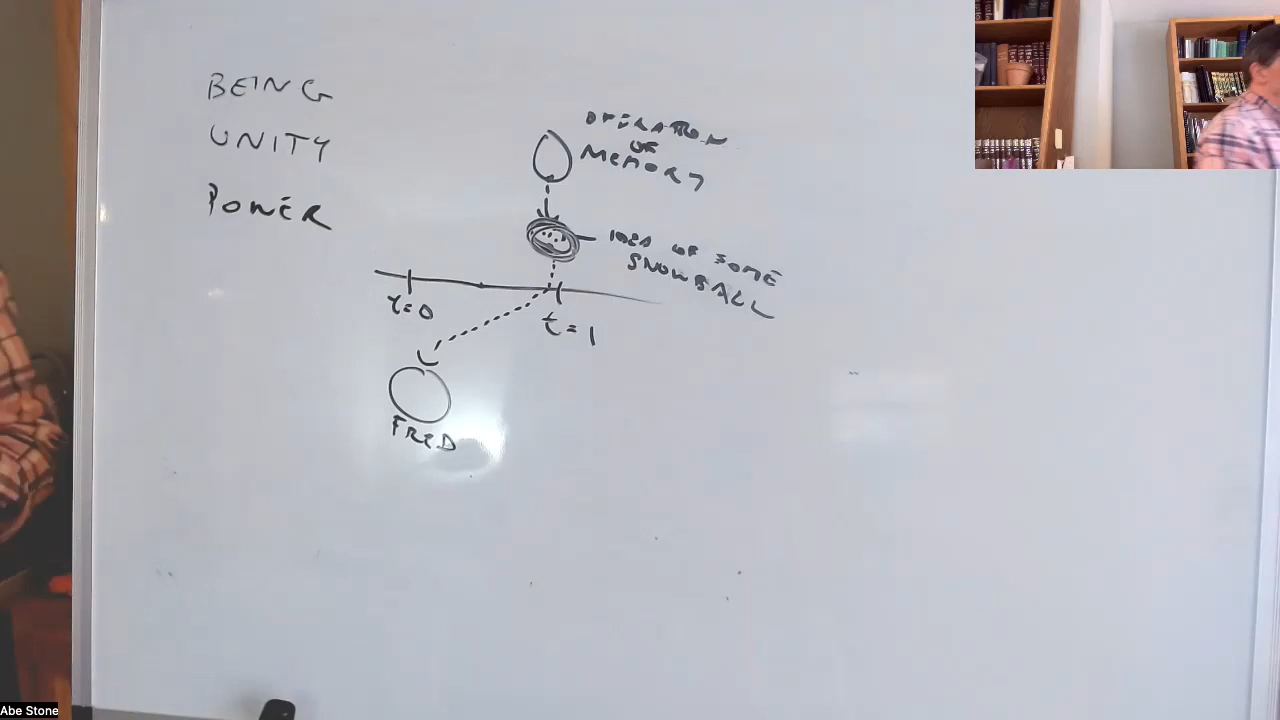 BEING
UNITY
POWER
OPERATION
OF
MEMORY
IDEA OF SOME
SNOWBALL
t=0
t=1
FRED
Abe Stone